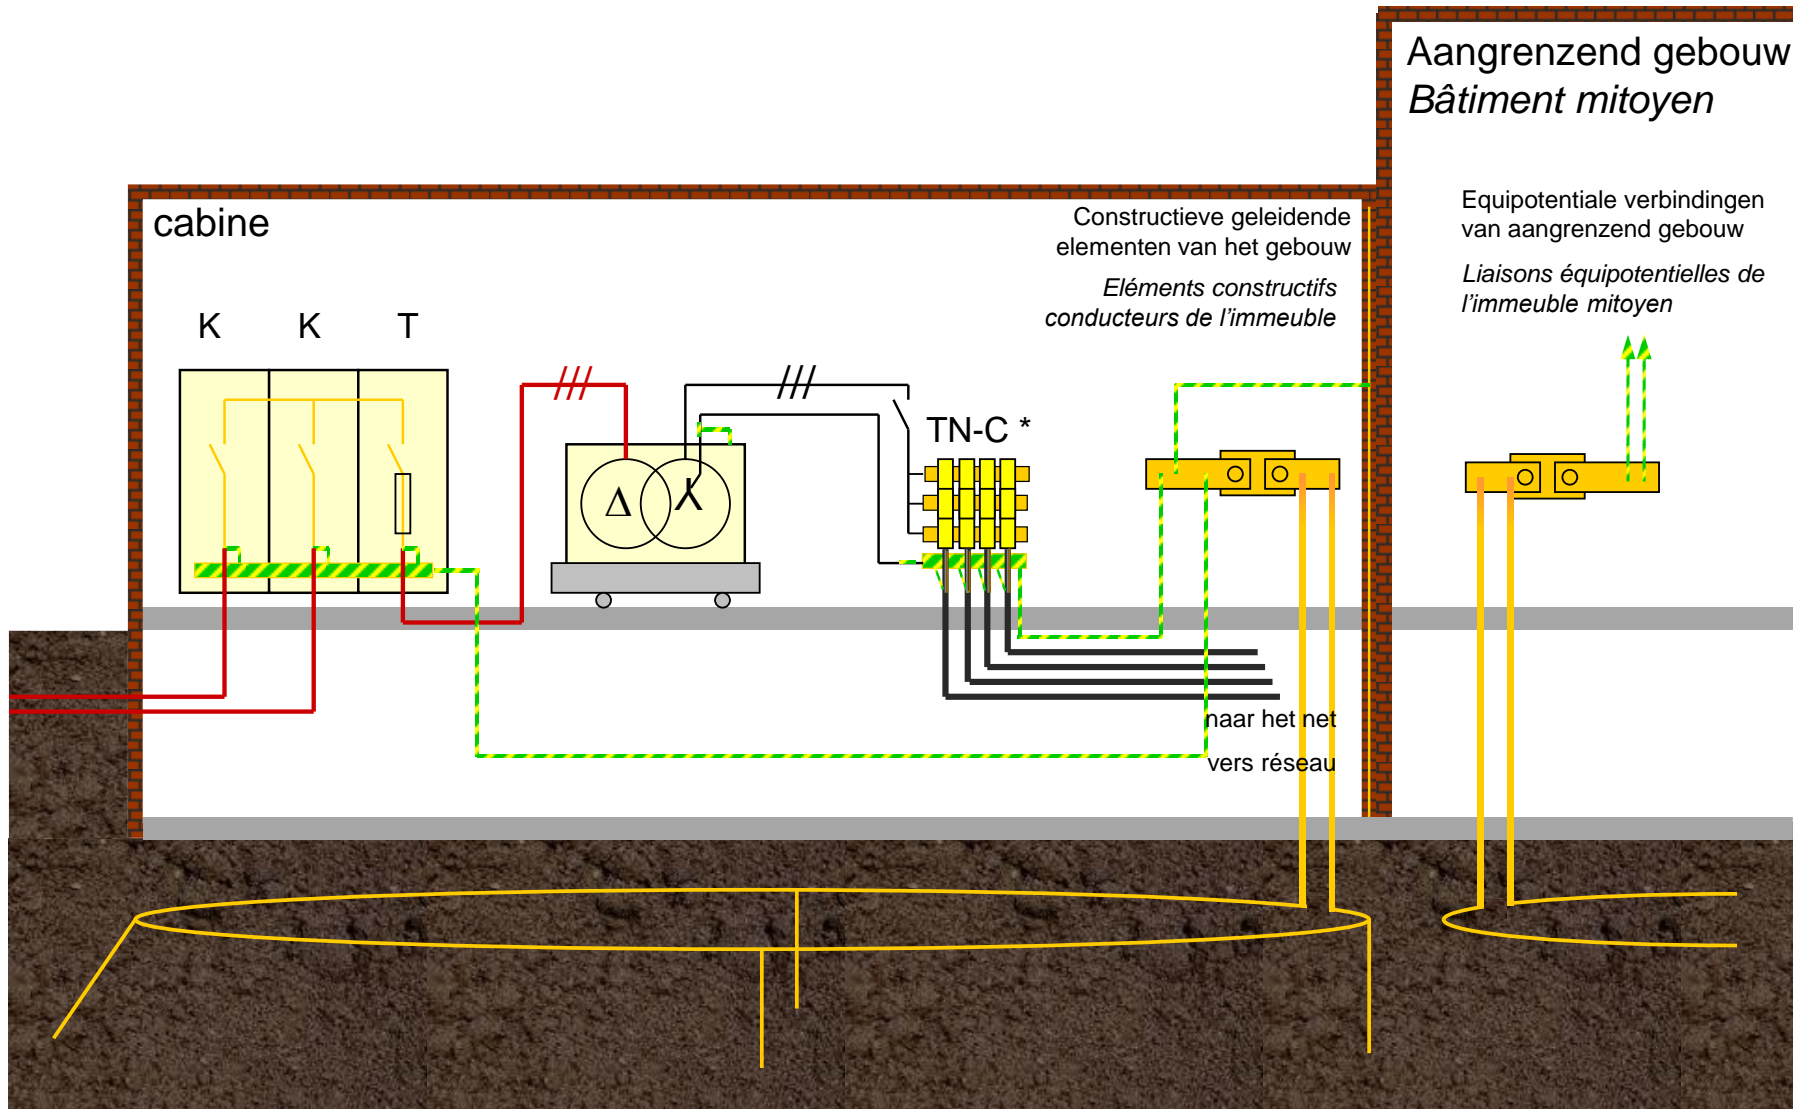 Aangrenzend gebouw
Bâtiment mitoyen
cabine
Constructieve geleidende
elementen van het gebouw
Eléments constructifs
conducteurs de l'immeuble
Equipotentiale verbindingen
van aangrenzend gebouw
Liaisons équipotentielles de
l'immeuble mitoyen
K K T
TN-C *
Δ
naar het net
vers réseau